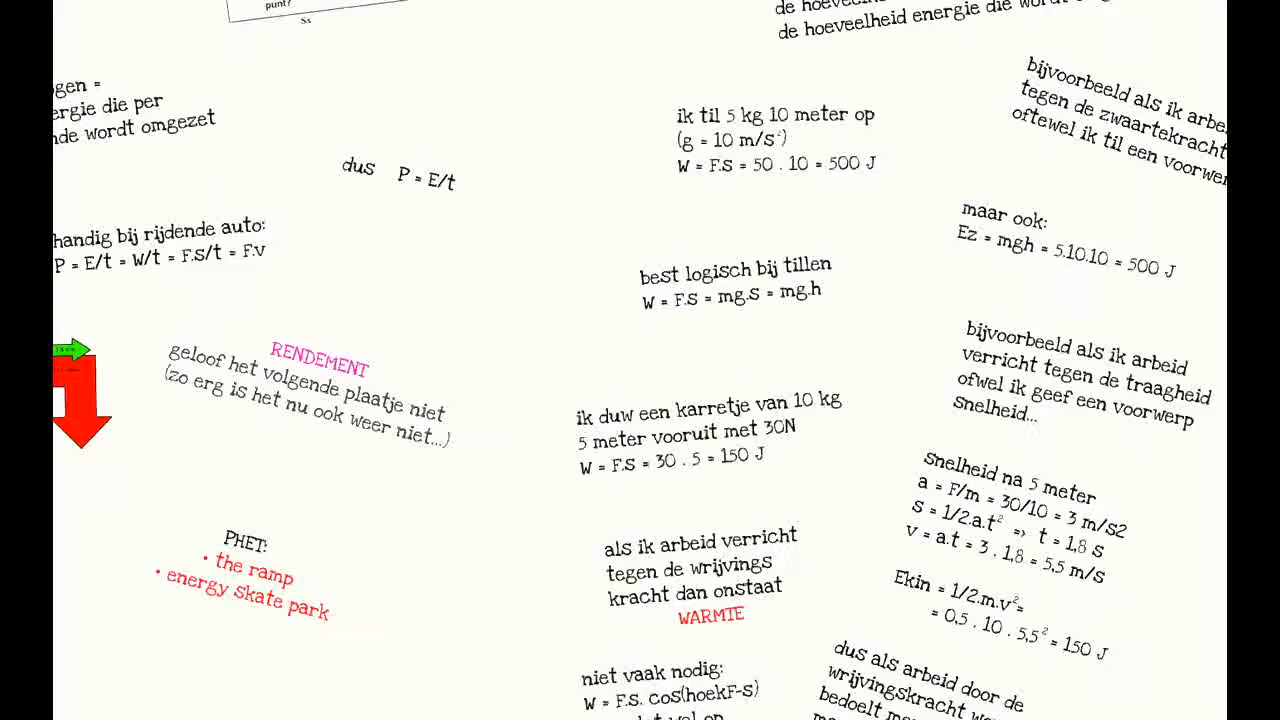 punt?
Sx
de hoeveelheid energie die wordt
ogen =
ergie die per
nde wordt omgezet
dus P = E/t
handig bij rijdende auto:
P = E/t = W/t = F.s/t = F.v
RENDEMENT
geloof het volgende plaatje niet
(zo erg is het nu ook weer niet...)
PHET:
• the ramp
• energy skate park
ik til 5 kg 10 meter op
(g = 10 m/s²)
W = F.S = 50 . 10 = 500 J
best logisch bij tillen
W = F.S = mg.s = mg.h
ik duw een karretje van 10 kg
5 meter vooruit met 30N
W = F.S = 30 . 5 = 150 J
als ik arbeid verricht
tegen de wrijvings
kracht dan onstaat
WARMTE
niet vaak nodig:
W = F.S. cos(hoekF-s)
bijvoorbeeld als ik arbe
tegen de zwaartekracht
oftewel ik til een voorwer
maar ook:
Ez = mgh = 5.10.10 = 500 J
bijvoorbeeld als ik arbeid
verricht tegen de traagheid
ofwel ik geef een voorwerp
snelheid...
snelheid na 5 meter
a = F/m = 30/10 = 3 m/s2
s = 1/2.a.t² => t = 1,8 s
v = a.t = 3 . 1,8 = 5,5 m/s
Ekin = 1/2.m.v²=
= 0,5 . 10 . 5,5² = 150 J
dus als arbeid door de
wrijvingskracht wo
bedoelt me